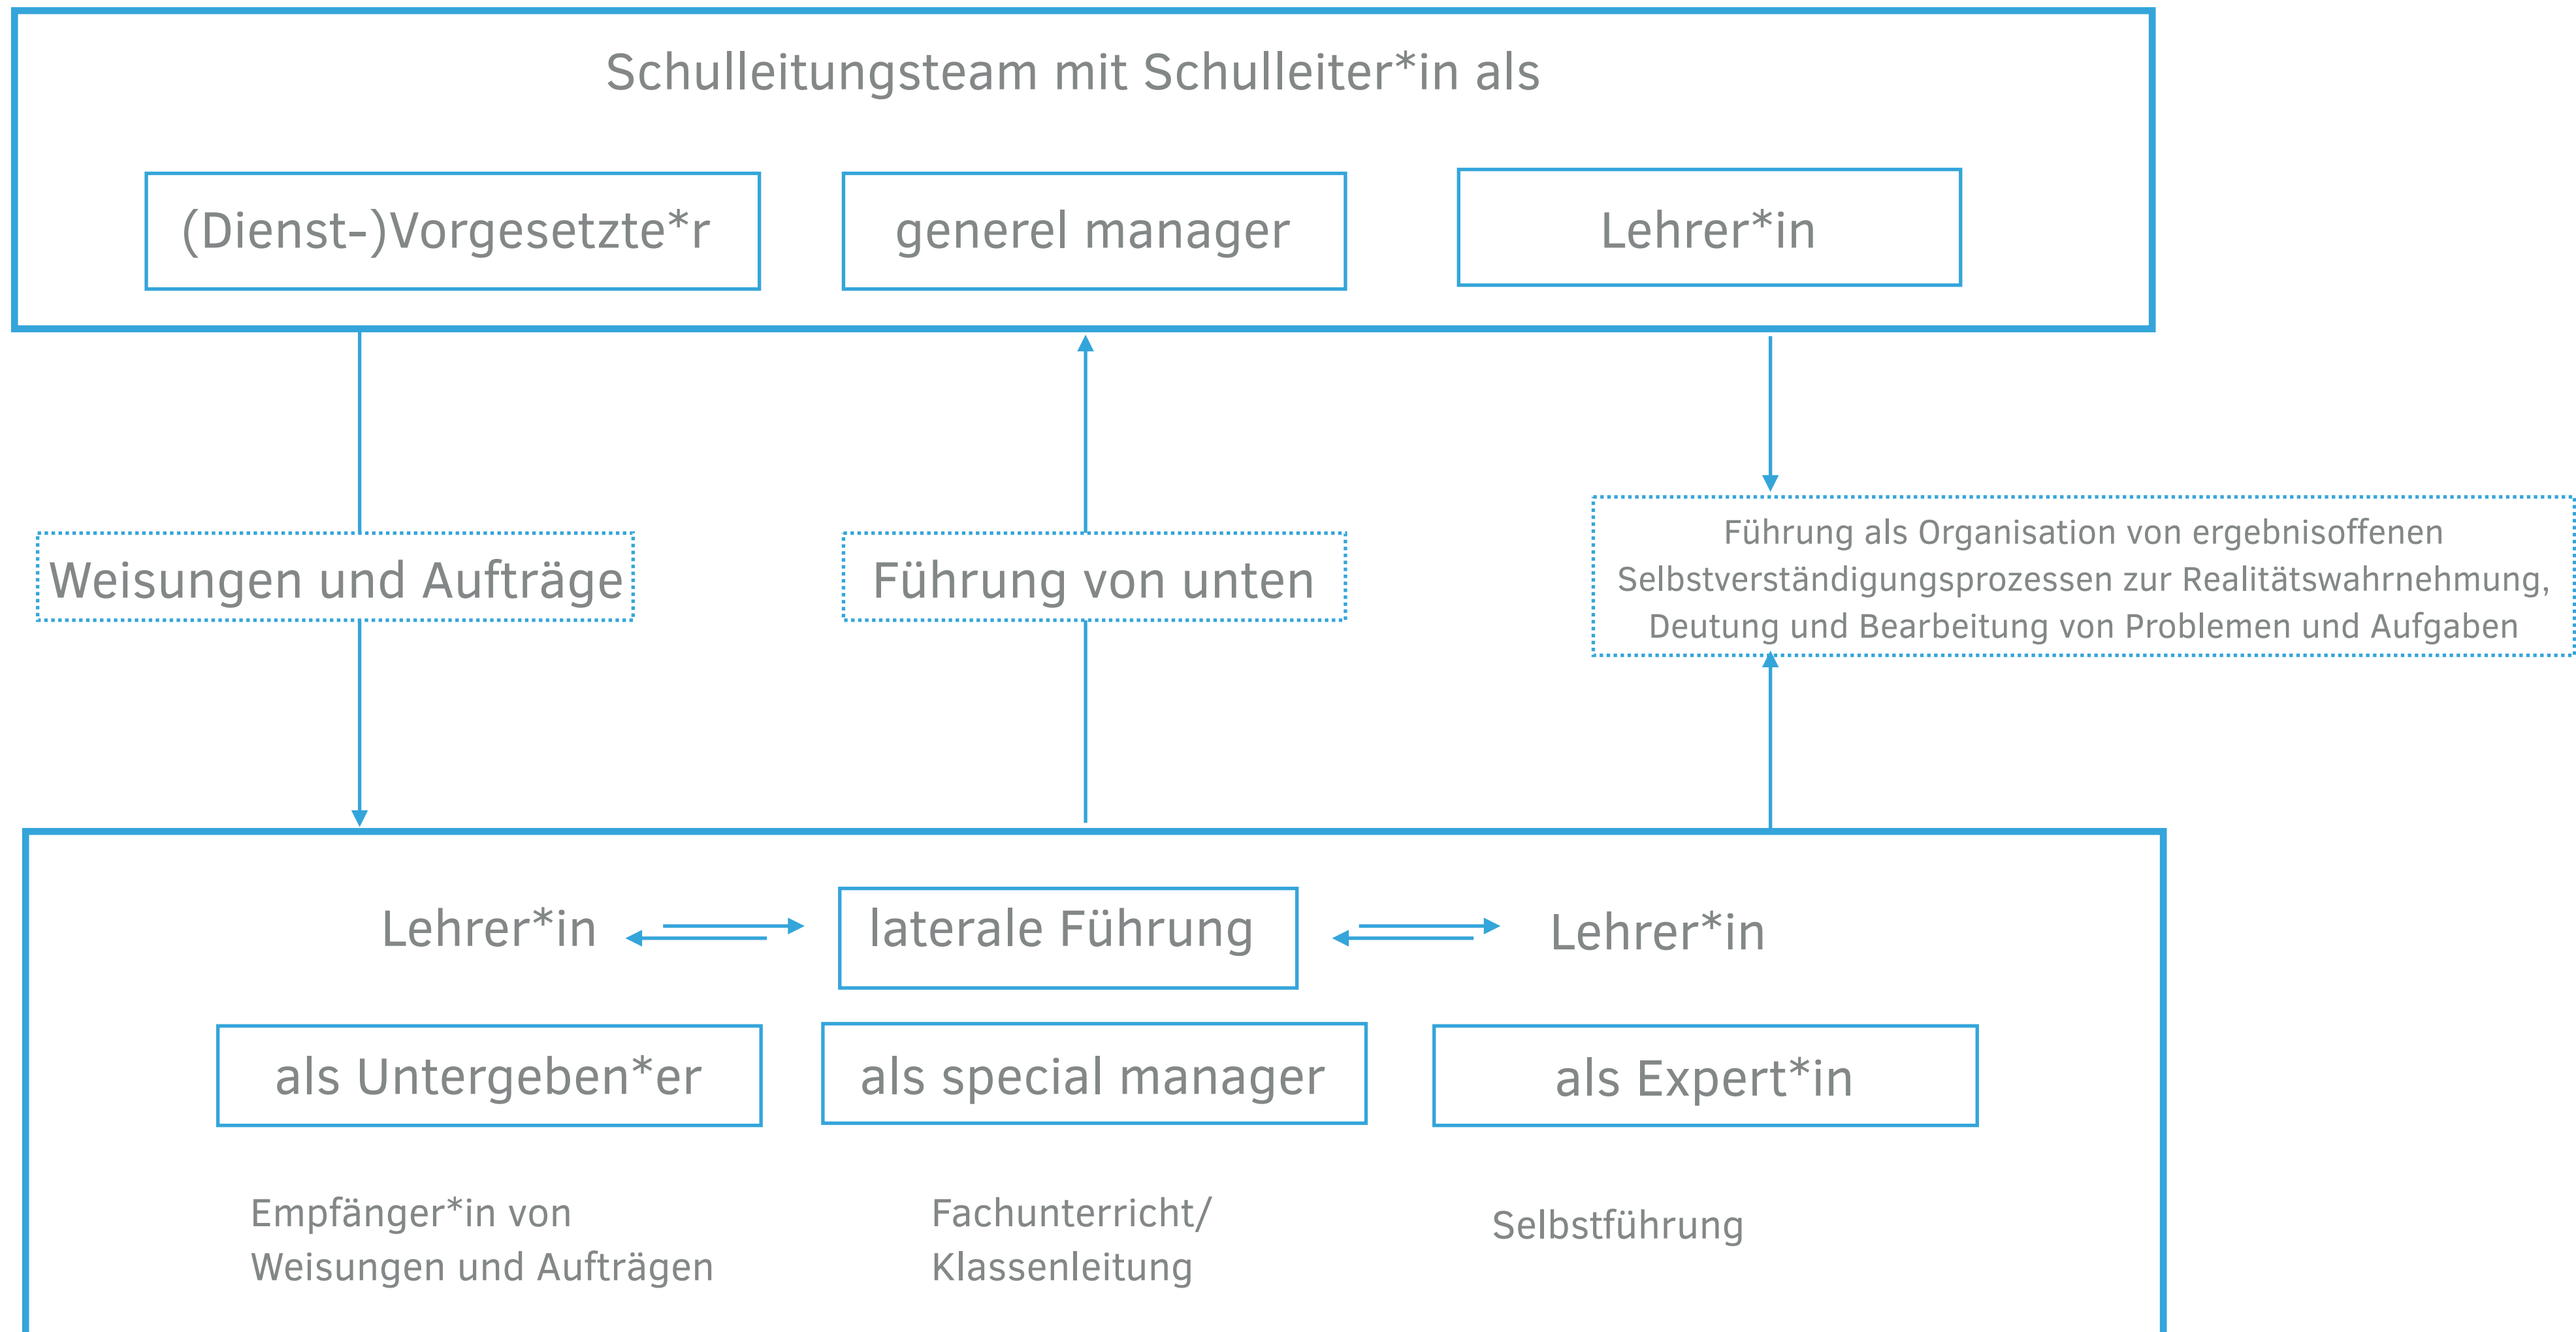 Schulleitungsteam mit Schulleiter*in als
(Dienst-)Vorgesetzte*r
generel manager
Lehrer*in
Weisungen und Aufträge
Führung von unten
Führung als Organisation von ergebnisoffenen
Selbstverständigungsprozessen zur Realitätswahrnehmung,
Deutung und Bearbeitung von Problemen und Aufgaben
Lehrer*in
laterale Führung
Lehrer*in
als Untergeben*er
als special manager
als Expert*in
Empfänger*in von
Weisungen und Aufträgen
Fachunterricht/
Klassenleitung
Selbstführung